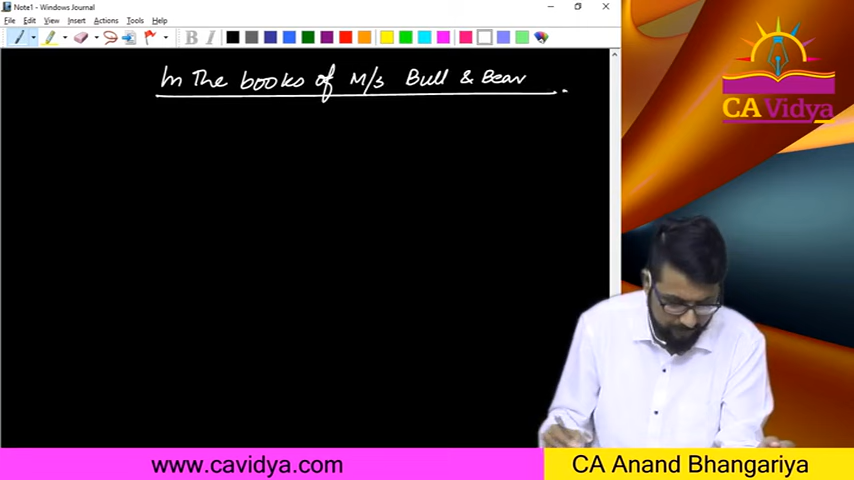 Note1 - Windows Journal
File Edit View Insert Actions Tools Help
In The books of M/s Bull & Bear
CA Vidya
www.cavidya.com
CA Anand Bhangariya